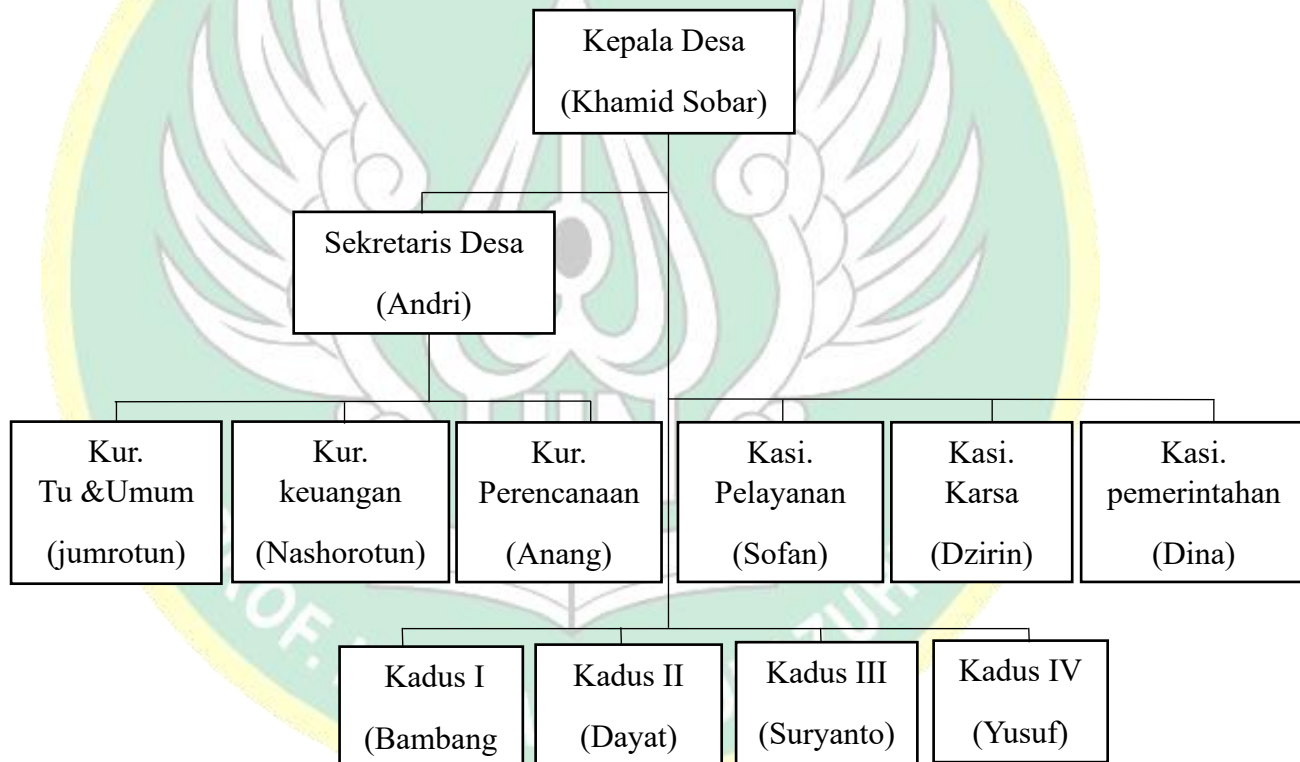 Kepala Desa
(Khamid Sobar)
Sekretaris Desa
(Andri)
Kur.
Tu &Umum
(jumrotun)
Kur.
keuangan
(Nashorotun)
Kur.
Perencanaan
(Anang)
Kasi.
Pelayanan
(Sofan)
Kasi.
Karsa
(Dzirin)
Kasi.
pemerintahan
(Dina)
Kadus I
(Bambang
Kadus II
(Dayat)
Kadus III
(Suryanto)
Kadus IV
(Yusuf)